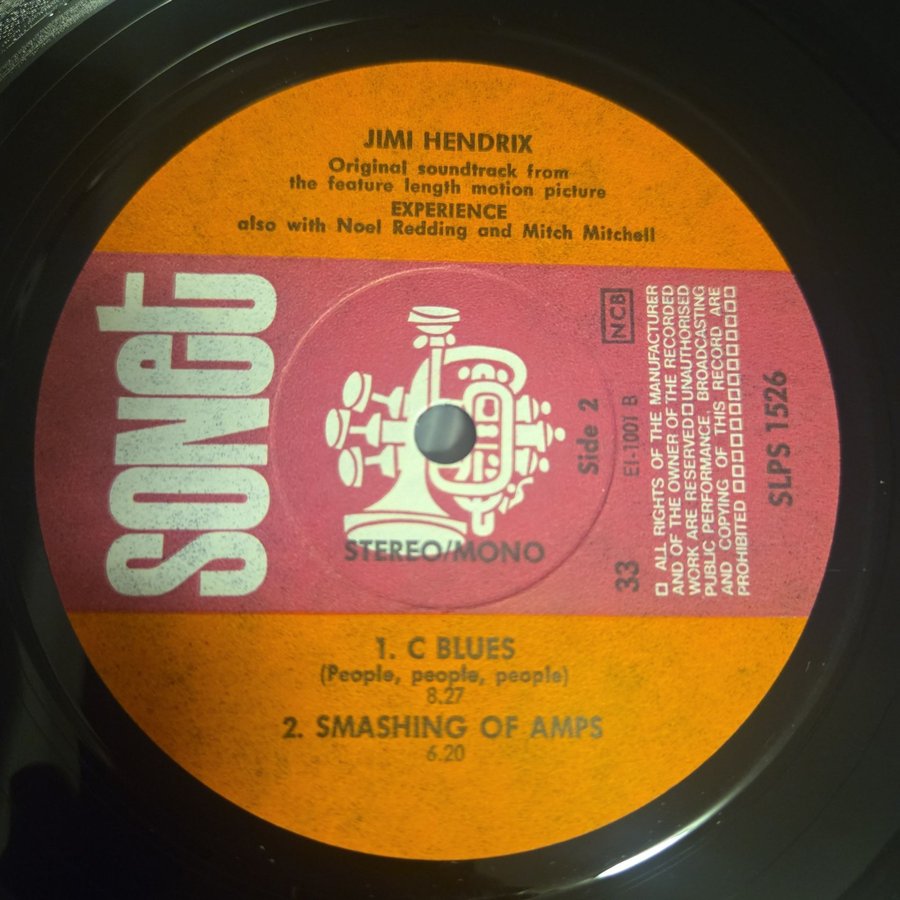 JIMI HENDRIX
Original soundtrack from
the feature length motion picture
EXPERIENCE
also with Noel Redding and Mitch Mitchell
SONET
STEREO/MONO
Side 2
EI-1001 B
NCB
33
ALL RIGHTS OF THE MANUFACTURER
AND OF THE OWNER OF THE RECORDED
WORK ARE RESERVED UNAUTHORISED
PUBLIC PERFORMANCE, BROADCASTING
AND COPYING OF THIS RECORD ARE
PROHIBITED
SLPS 1526
1. C BLUES
(People, people, people)
8.27
2. SMASHING OF AMPS
6.20